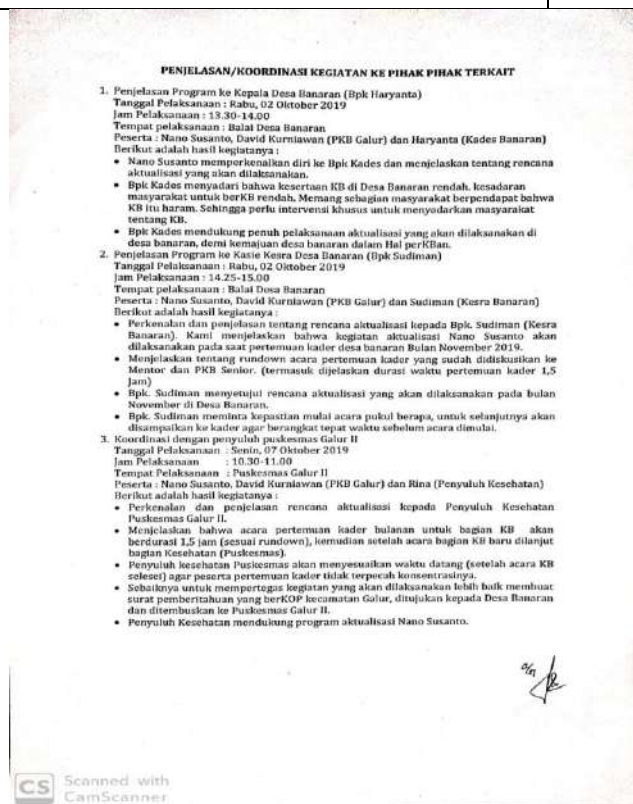 PENJELASAN/KOORDINASI KEGIATAN KE PIHAK PIHAK TERKAIT
1. Penjelasan Program ke Kepala Desa Banaran (Bpk Haryanta)
Tanggal Pelaksanaan : Rabu, 02 Oktober 2019
Jam Pelaksanaan : 13.30-14.00
Tempat pelaksanaan : Balai Desa Banaran
Peserta : Nano Susanto, David Kurniawan (PKB Galur) dan Haryanta (Kades Banaran)
Berikut adalah hasil kegiatanya :
• Nano Susanto memperkenalkan diri ke Bpk Kades dan menjelaskan tentang rencana
aktualisasi yang akan dilaksanakan.
• Bpk Kades menyadari bahwa kesertaan KB di Desa Banaran rendah. kesadaran
masyarakat untuk berKB rendah. Memang sebagian masyarakat berpendapat bahwa
KB itu haram. Sehingga perlu intervensi khusus untuk menyadarkan masyarakat
tentang KB.
• Bpk Kades mendukung penuh pelaksanaan aktualisasi yang akan dilaksanakan di
desa banaran, demi kemajuan desa banaran dalam Hal perKBan.
2. Penjelasan Program ke Kasie Kesra Desa Banaran (Bpk Sudiman)
Tanggal Pelaksanaan : Rabu, 02 Oktober 2019
Jam Pelaksanaan : 14.25-15.00
Tempat pelaksanaan : Balai Desa Banaran
Peserta : Nano Susanto, David Kurniawan (PKB Galur) dan Sudiman (Kesra Banaran)
Berikut adalah hasil kegiatanya :
• Perkenalan dan penjelasan tentang rencana aktualisasi kepada Bpk. Sudiman (Kesra
Banaran). Kami menjelaskan bahwa kegiatan aktualisasi Nano Susanto akan
dilaksanakan pada saat pertemuan kader desa banaran Bulan November 2019.
• Menjelaskan tentang rundown acara pertemuan kader yang sudah didiskusikan ke
Mentor dan PKB Senior. (termasuk dijelaskan durasi waktu pertemuan kader 1,5
Jam)
• Bpk. Sudiman menyetujui rencana aktualisasi yang akan dilaksanakan pada bulan
November di Desa Banaran.
• Bpk. Sudiman meminta kepastian mulai acara pukul berapa, untuk selanjutnya akan
disampaikan ke kader agar berangkat tepat waktu sebelum acara dimulai.
3. Koordinasi dengan penyuluh puskesmas Galur II
Tanggal Pelaksanaan : Senin, 07 Oktober 2019
Jam Pelaksanaan : 10.30-11.00
Tempat Pelaksanaan : Puskesmas Galur II
Peserta : Nano Susanto, David Kurniawan (PKB Galur) dan Rina (Penyuluh Kesehatan)
Berikut adalah hasil kegiatanya :
• Perkenalan dan penjelasan rencana aktualisasi kepada Penyuluh Kesehatan
Puskesmas Galur II.
• Menjelaskan bahwa acara pertemuan kader bulanan untuk bagian KB akan
berdurasi 1,5 jam (sesuai rundown), kemudian setelah acara bagian KB baru dilanjut
bagian Kesehatan (Puskesmas).
• Penyuluh kesehatan Puskesmas akan menyesuaikan waktu datang (setelah acara KB
selesei) agar peserta pertemuan kader tidak terpecah konsentrasinya.
• Sebaiknya untuk mempertegas kegiatan yang akan dilaksanakan lebih baik membuat
surat pemberitahuan yang berKOP kecamatan Galur, ditujukan kepada Desa Banaran
dan ditembuskan ke Puskesmas Galur II.
• Penyuluh Kesehatan mendukung program aktualisasi Nano Susanto.
CS Scanned with
CamScanner